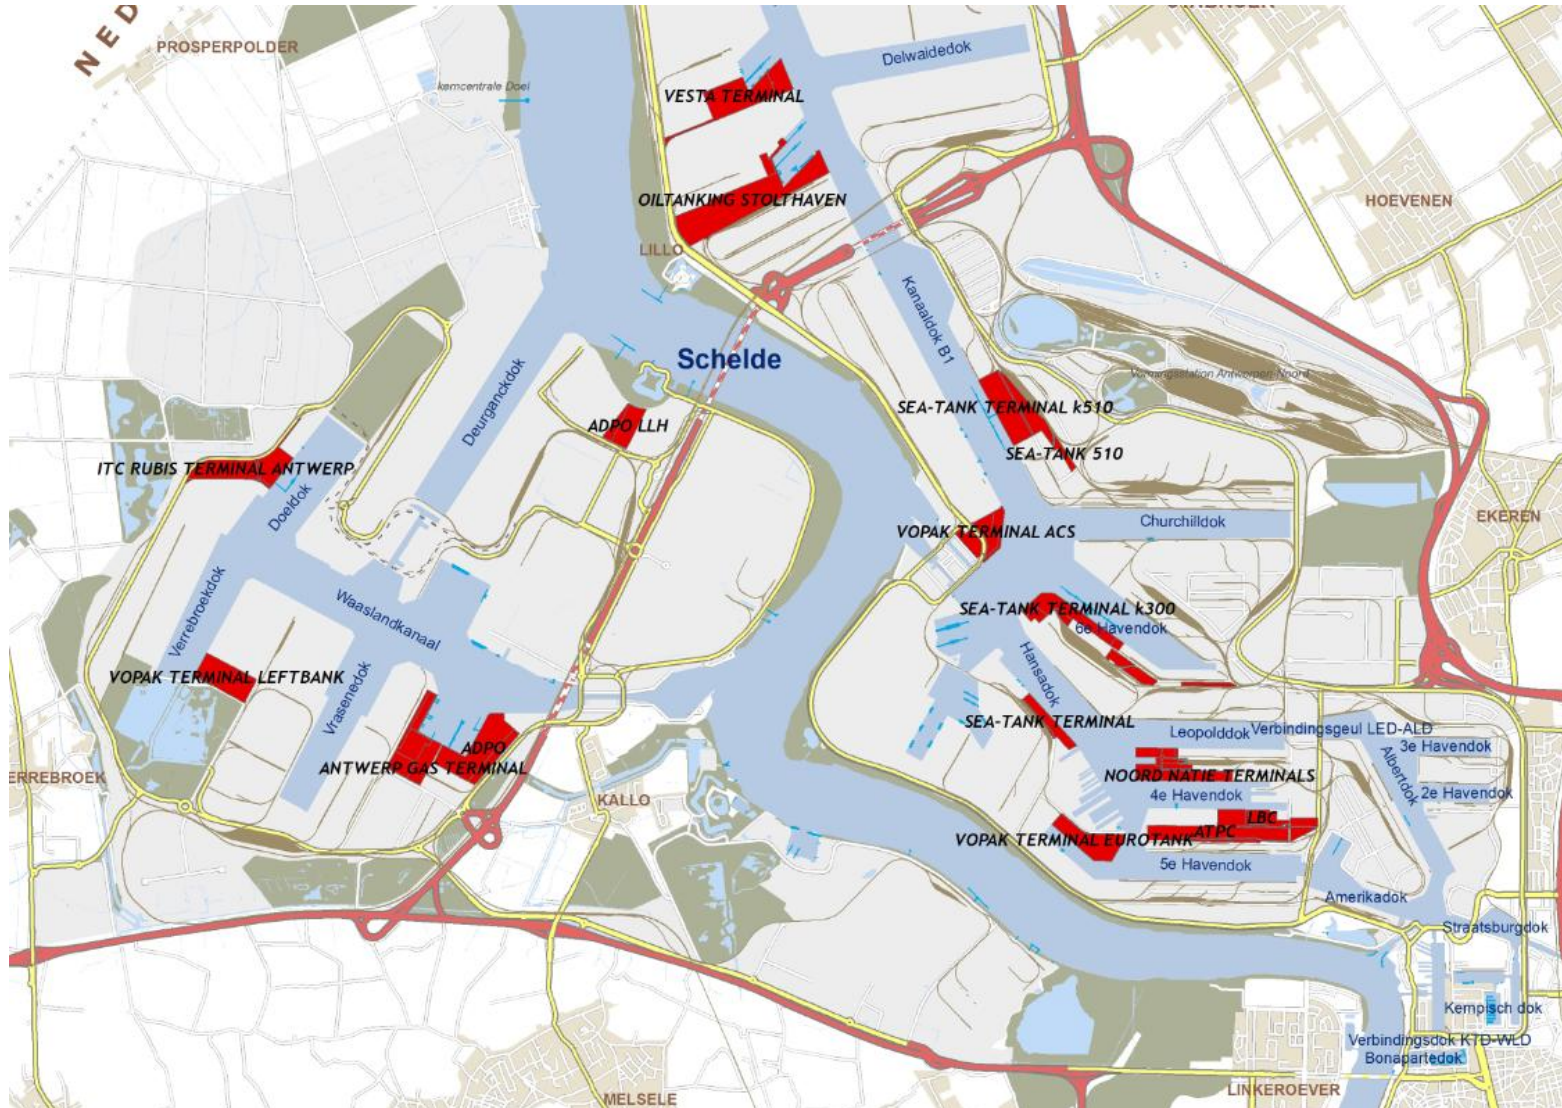 NED
PROSPERPOLDER
kerncentrale Doel
VESTA TERMINAL
Delwaidedok
OILTANKING STOLTHAVEN
HOEVENEN
LILLO
Kanaaldok B1
Schelde
Vormingsstation Antwerpen-Noord
Deurganckdok
ADPO LLH
SEA-TANK TERMINAL k510
SEA-TANK 510
ITC RUBIS TERMINAL ANTWERP
Doeldok
VOPAK TERMINAL ACS
Churchilldok
EKEREN
Verrebroekdok
Waaslandkanaal
SEA-TANK TERMINAL k300
6e Havendok
VOPAK TERMINAL LEFTBANK
Vrasenedok
Hansadok
SEA-TANK TERMINAL
Leopolddok
Verbindingsgeul LED-ALD
3e Havendok
ADPO
ANTWERP GAS TERMINAL
ERREBROEK
NOORD NATIE TERMINALS
Albertdok
4e Havendok
2e Havendok
KALLO
LBC
ATPC
VOPAK TERMINAL EUROTANK
5e Havendok
Amerikadok
Straatsburgdok
Kempisch dok
Verbindingsdok KTD-WLD
Bonapartedok
LINKEROEVER
MELSELE